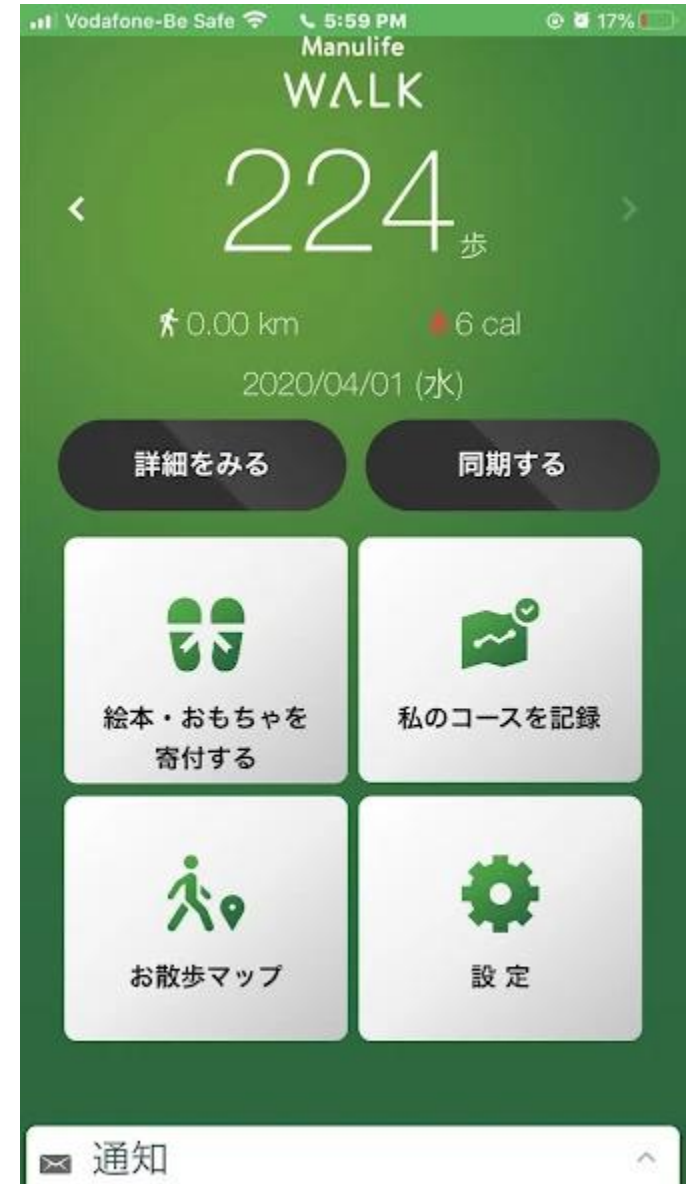 Vodafone-Be Safe 5:59 PM 17%
Manulife
WALK
224歩
0.00 km 6 cal
2020/04/01 (水)
詳細をみる 同期する
絵本・おもちゃを
寄付する
私のコースを記録
お散歩マップ
設定
通知